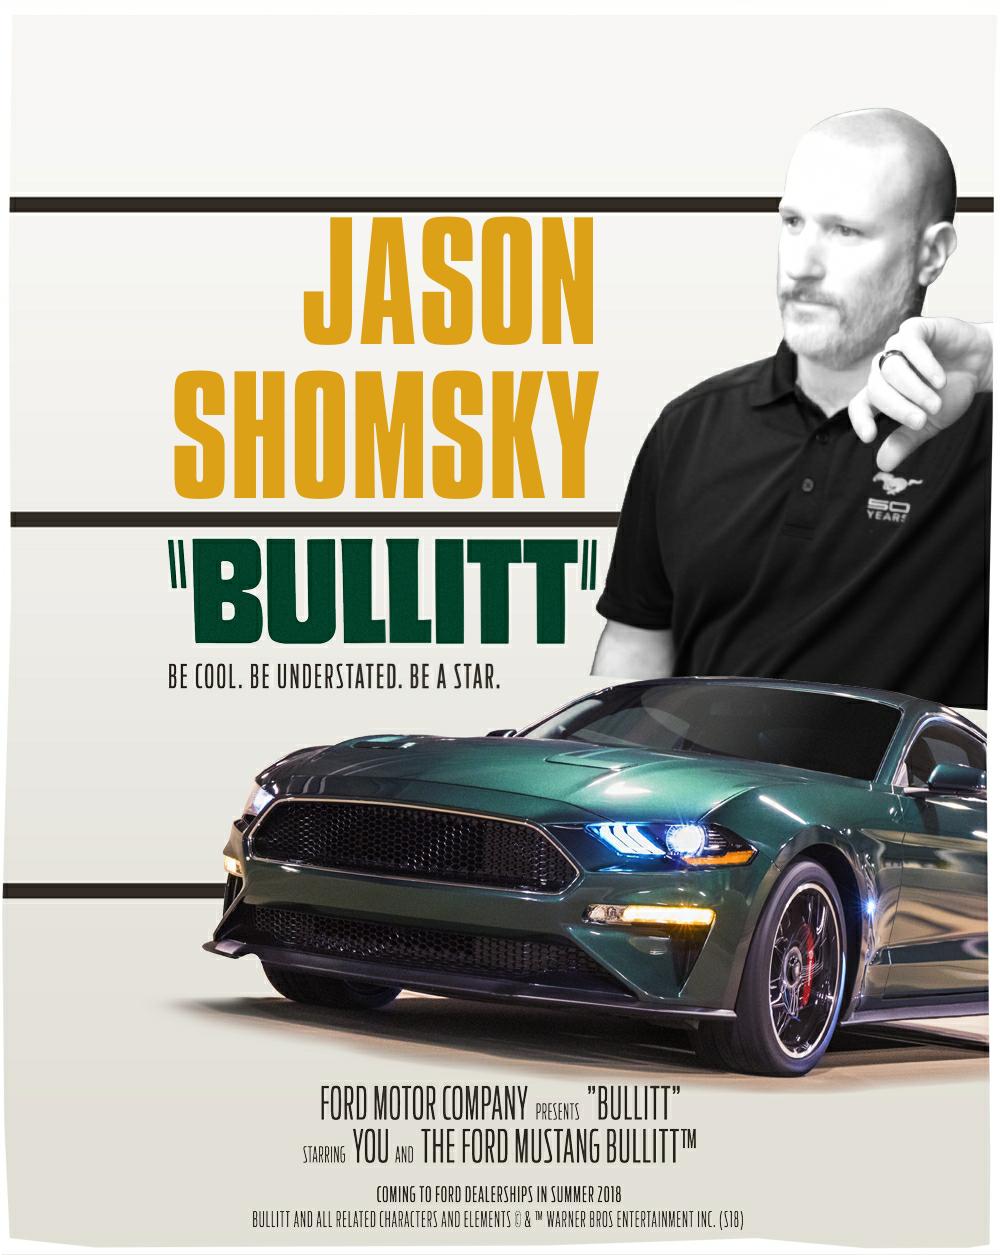 JASON
SHOMSKY
"BULLITT"
BE COOL. BE UNDERSTATED. BE A STAR.
50
YEARS
FORD MOTOR COMPANY PRESENTS "BULLITT"
STARRING YOU AND THE FORD MUSTANG BULLITT™
COMING TO FORD DEALERSHIPS IN SUMMER 2018
BULLITT AND ALL RELATED CHARACTERS AND ELEMENTS © & ™ WARNER BROS ENTERTAINMENT INC. (S18)